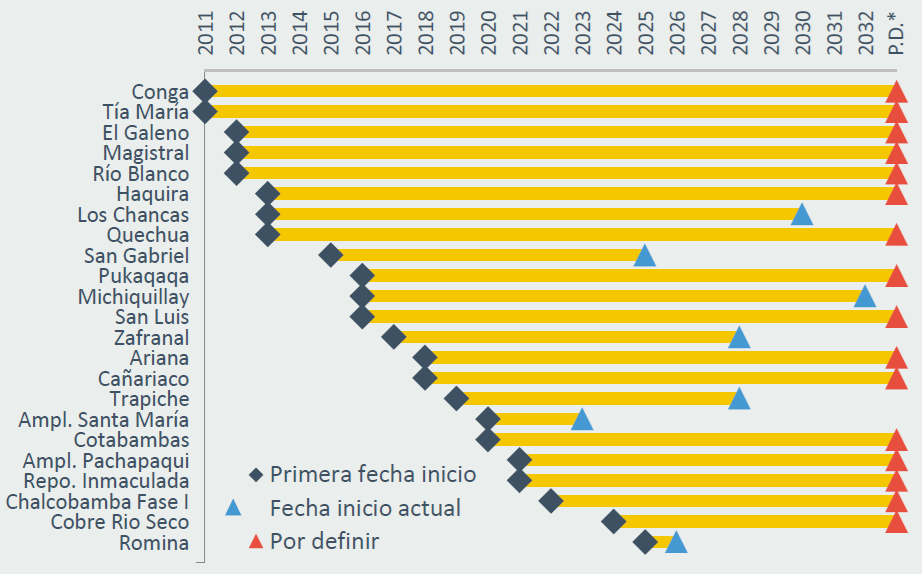 2011 2012 2013 2014 2015 2016 2017 2018 2019 2020 2021 2022 2023 2024 2025 2026 2027 2028 2029 2030 2031 2032 P.D. *
Conga
Tía María
El Galeno
Magistral
Río Blanco
Haquira
Los Chancas
Quechua
San Gabriel
Pukaqaqa
Michiquillay
San Luis
Zafranal
Ariana
Cañariaco
Trapiche
Ampl. Santa María
Cotabambas
Ampl. Pachapaqui
Repo. Inmaculada
Chalcobamba Fase I
Cobre Rio Seco
Romina
Primera fecha inicio
Fecha inicio actual
Por definir